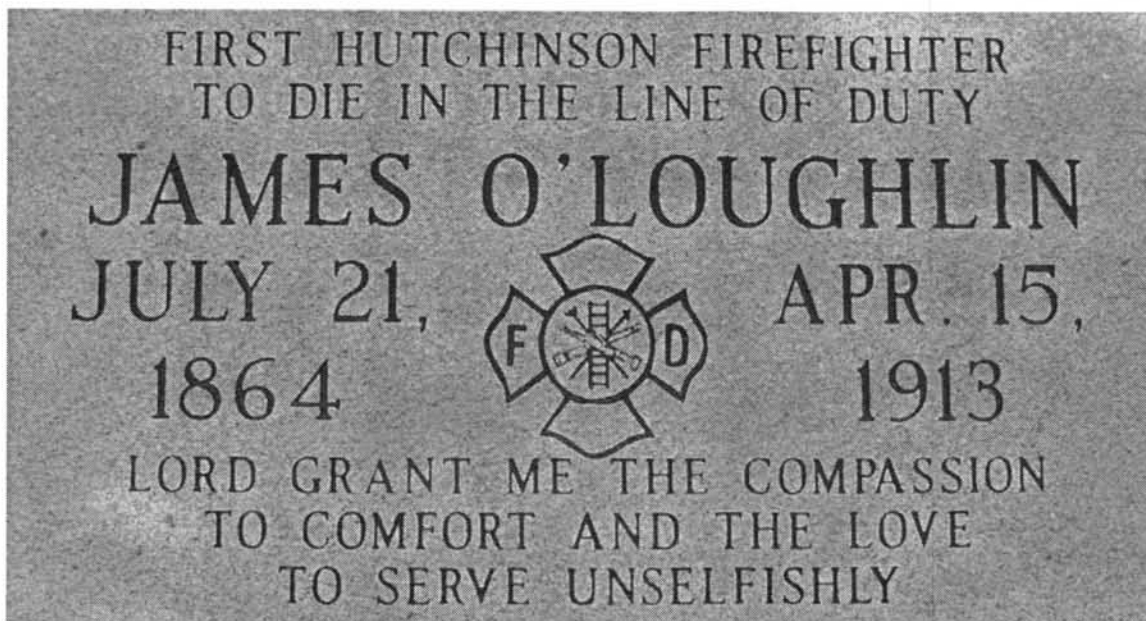 FIRST HUTCHINSON FIREFIGHTER
TO DIE IN THE LINE OF DUTY
JAMES O'LOUGHLIN
JULY 21, APR. 15,
F D
1864 1913
LORD GRANT ME THE COMPASSION
TO COMFORT AND THE LOVE
TO SERVE UNSELFISHLY